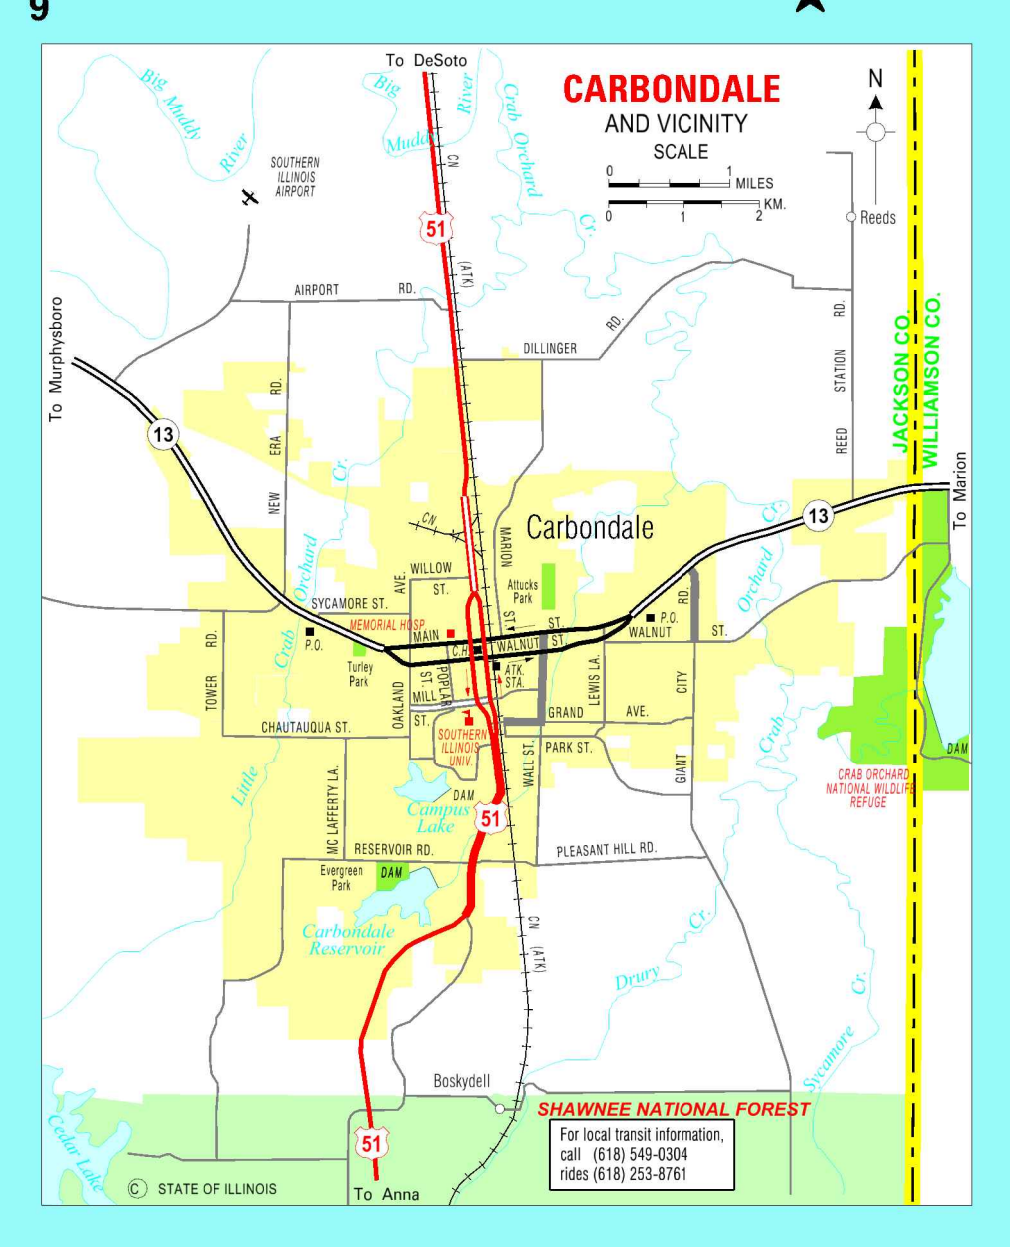 9
To DeSoto
CARBONDALE
AND VICINITY
SCALE
0 1
MILES
KM.
0 1 2
N
Big Muddy River
Big Muddy River
Crab Orchard Cr.
SOUTHERN
ILLINOIS
AIRPORT
CN
51
(ATK)
Reeds
AIRPORT RD.
To Murphysboro
DILLINGER RD.
REED STATION RD.
JACKSON CO.
WILLIAMSON CO.
To Marion
13
NEW ERA RD.
Cr.
CN
Carbondale
MARION ST.
13
Cr.
Orchard
Crab
WILLOW
ST.
Attucks
Park
AVE.
OAKLAND
SYCAMORE ST.
MEMORIAL HOSP.
P.O.
MAIN ST.
C.H.
WALNUT ST.
P.O.
WALNUT ST.
Orchard
Crab
Little
Turley
Park
ATK.
STA.
POPLAR
ST.
MILL
ST.
TOWER RD.
LEWIS LA.
GIANT CITY RD.
CHAUTAUQUA ST.
GRAND AVE.
SOUTHERN
ILLINOIS
UNIV.
WALL ST.
PARK ST.
DAM
CRAB ORCHARD
NATIONAL WILDLIFE
REFUGE
MC LAFFERTY LA.
DAM
Campus
Lake
51
RESERVOIR RD.
PLEASANT HILL RD.
Evergreen
Park
DAM
Carbondale
Reservoir
CN
(ATK)
Drury Cr.
Sycamore Cr.
Boskydell
SHAWNEE NATIONAL FOREST
For local transit information,
call (618) 549-0304
rides (618) 253-8761
Cedar Lake
51
C STATE OF ILLINOIS
To Anna